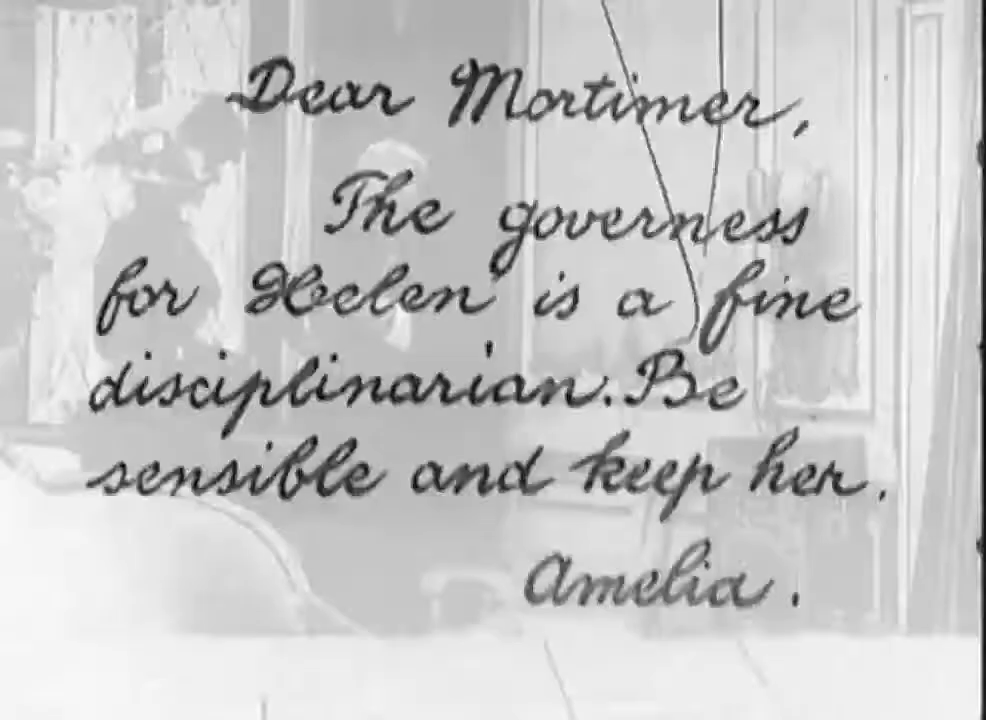 Dear Mortimer,
The governess
for Helen is a fine
disciplinarian. Be
sensible and keep her.
Amelia.